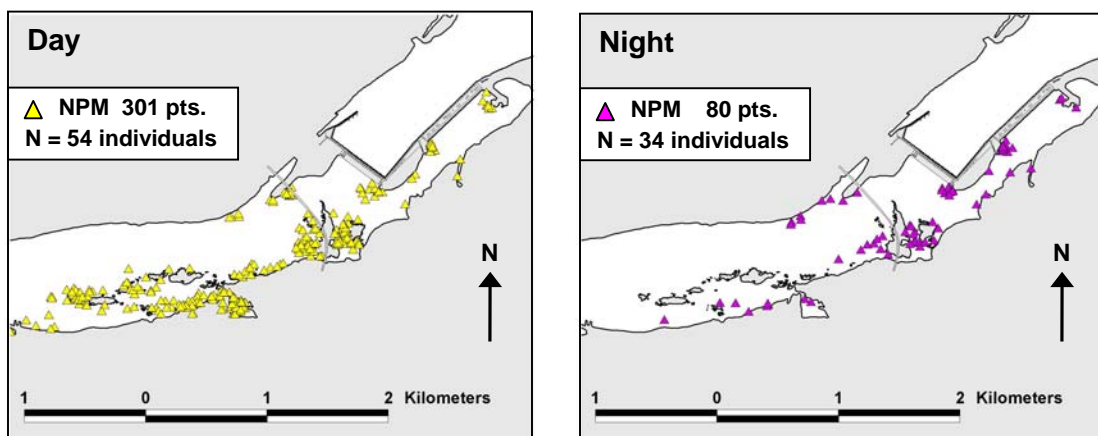 Day
NPM 301 pts.
N = 54 individuals
N
1 0 1 2 Kilometers
Night
NPM 80 pts.
N = 34 individuals
N
1 0 1 2 Kilometers